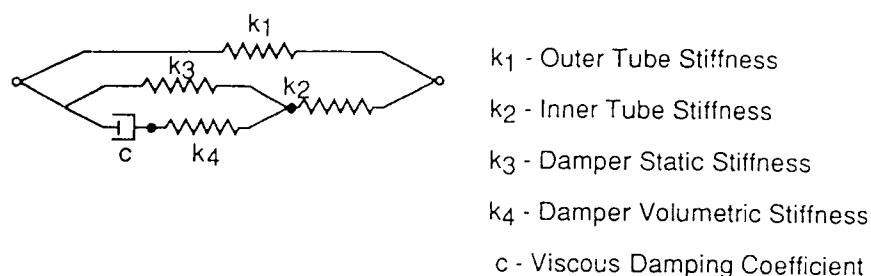 k1
k3
k2
c
k4
k1 - Outer Tube Stiffness
k2 - Inner Tube Stiffness
k3 - Damper Static Stiffness
k4 - Damper Volumetric Stiffness
c - Viscous Damping Coefficient